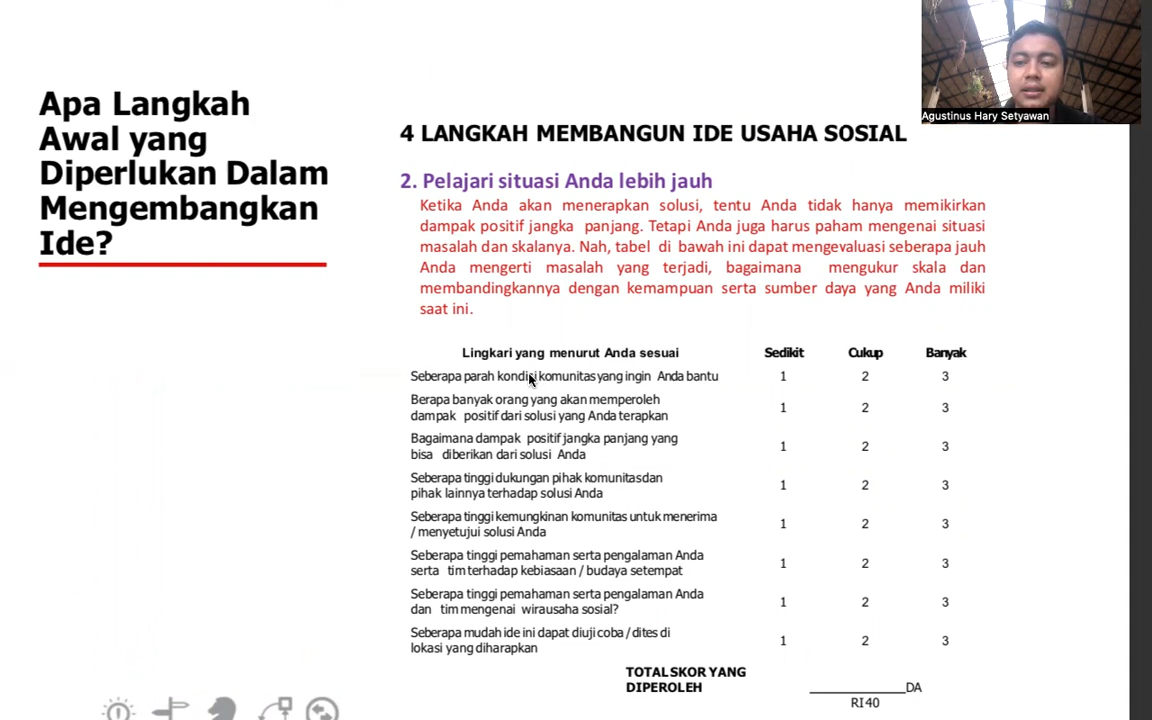 Agustinus Hary Setyawan
Apa Langkah
Awal yang
Diperlukan Dalam
Mengembangkan
Ide?
4 LANGKAH MEMBANGUN IDE USAHA SOSIAL
2. Pelajari situasi Anda lebih jauh
Ketika Anda akan menerapkan solusi, tentu Anda tidak hanya memikirkan
dampak positif jangka panjang. Tetapi Anda juga harus paham mengenai situasi
masalah dan skalanya. Nah, tabel di bawah ini dapat mengevaluasi seberapa jauh
Anda mengerti masalah yang terjadi, bagaimana mengukur skala dan
membandingkannya dengan kemampuan serta sumber daya yang Anda miliki
saat ini.
Lingkari yang menurut Anda sesuai Sedikit Cukup Banyak
Seberapa parah kondisi komunitas yang ingin Anda bantu 1 2 3
Berapa banyak orang yang akan memperoleh
dampak positif dari solusi yang Anda terapkan 1 2 3
Bagaimana dampak positif jangka panjang yang
bisa diberikan dari solusi Anda 1 2 3
Seberapa tinggi dukungan pihak komunitas dan
pihak lainnya terhadap solusi Anda 1 2 3
Seberapa tinggi kemungkinan komunitas untuk menerima
/ menyetujui solusi Anda 1 2 3
Seberapa tinggi pemahaman serta pengalaman Anda
serta tim terhadap kebiasaan / budaya setempat 1 2 3
Seberapa tinggi pemahaman serta pengalaman Anda
dan tim mengenai wirausaha sosial? 1 2 3
Seberapa mudah ide ini dapat diuji coba / dites di
lokasi yang diharapkan 1 2 3
TOTAL SKOR YANG
DIPEROLEH ____________DA
RI 40